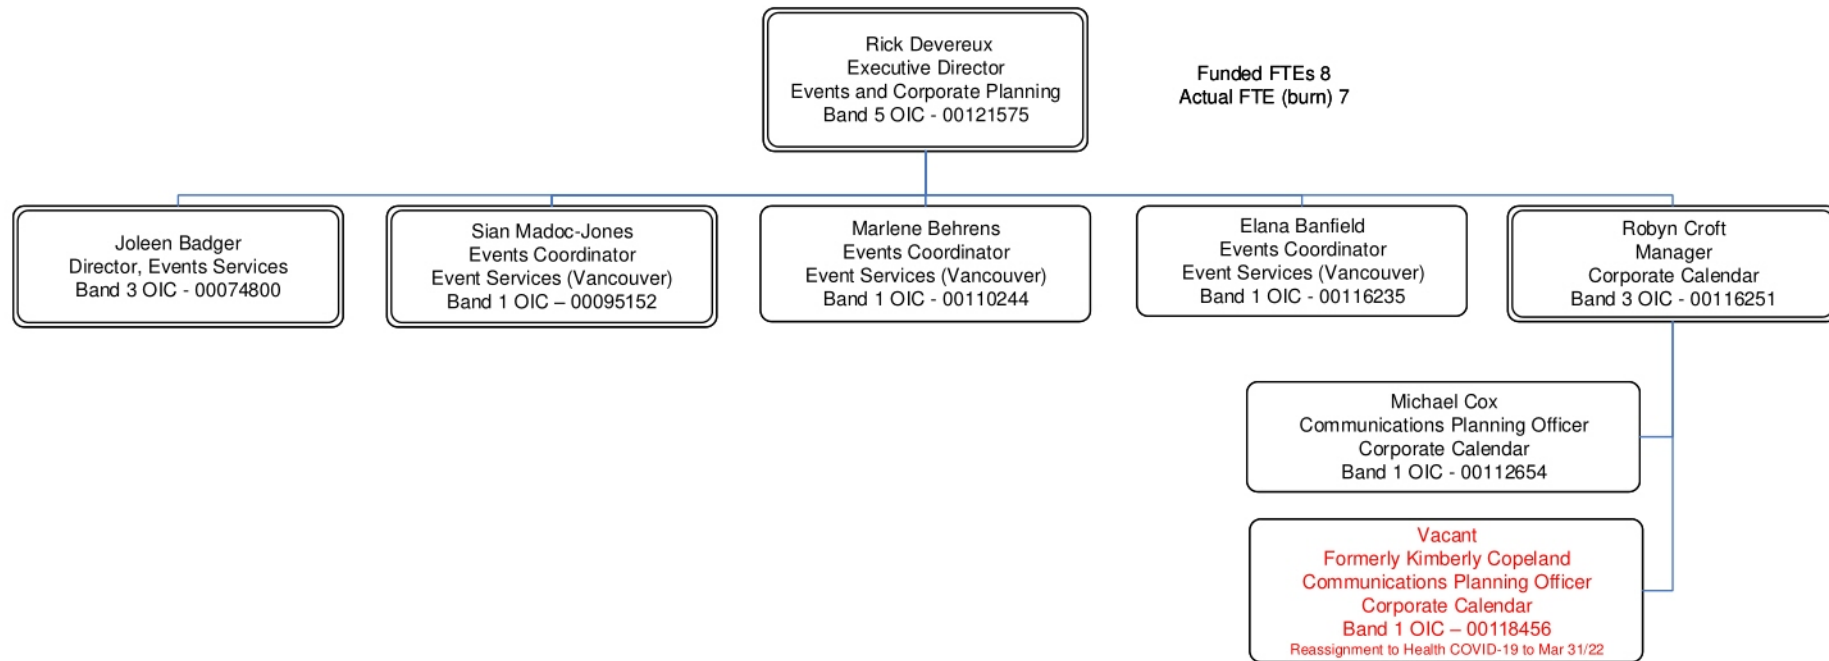 Rick Devereux
Executive Director
Events and Corporate Planning
Band 5 OIC - 00121575
Funded FTEs 8
Actual FTE (burn) 7
Joleen Badger
Director, Events Services
Band 3 OIC - 00074800
Sian Madoc-Jones
Events Coordinator
Event Services (Vancouver)
Band 1 OIC – 00095152
Marlene Behrens
Events Coordinator
Event Services (Vancouver)
Band 1 OIC - 00110244
Elana Banfield
Events Coordinator
Event Services (Vancouver)
Band 1 OIC - 00116235
Robyn Croft
Manager
Corporate Calendar
Band 3 OIC - 00116251
Michael Cox
Communications Planning Officer
Corporate Calendar
Band 1 OIC - 00112654
Vacant
Formerly Kimberly Copeland
Communications Planning Officer
Corporate Calendar
Band 1 OIC – 00118456
Reassignment to Health COVID-19 to Mar 31/22